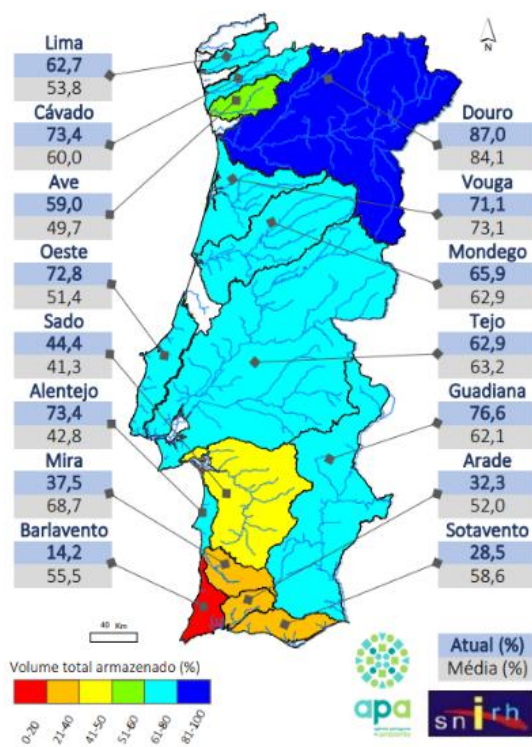 Lima
62,7
53,8
Cávado
73,4
60,0
Ave
59,0
49,7
Oeste
72,8
51,4
Sado
44,4
41,3
Alentejo
73,4
42,8
Mira
37,5
68,7
Barlavento
14,2
55,5
N
Douro
87,0
84,1
Vouga
71,1
73,1
Mondego
65,9
62,9
Tejo
62,9
63,2
Guadiana
76,6
62,1
Arade
32,3
52,0
Sotavento
28,5
58,6
40 Km
Volume total armazenado (%)
0-20
21-40
41-50
51-60
61-80
81-100
apa
agência portuguesa do ambiente
Atual (%)
Média (%)
snirh